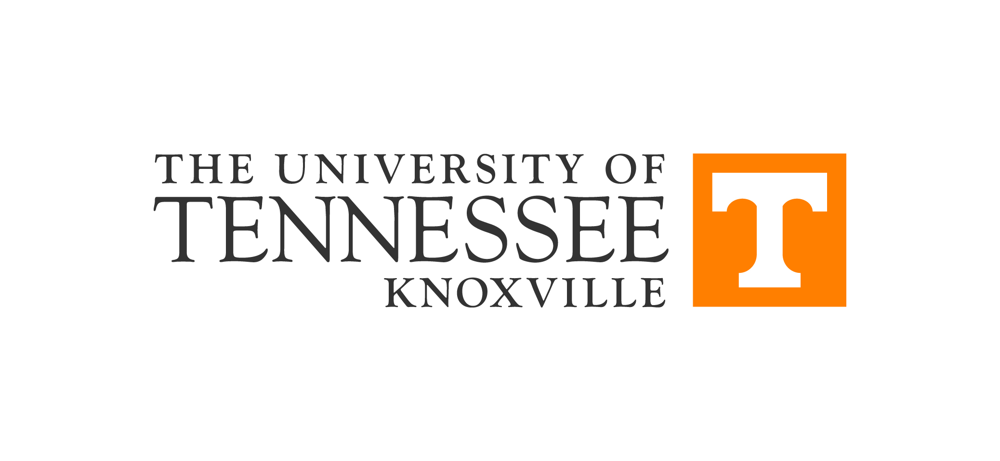 THE UNIVERSITY OF
TENNESSEE
KNOXVILLE
T